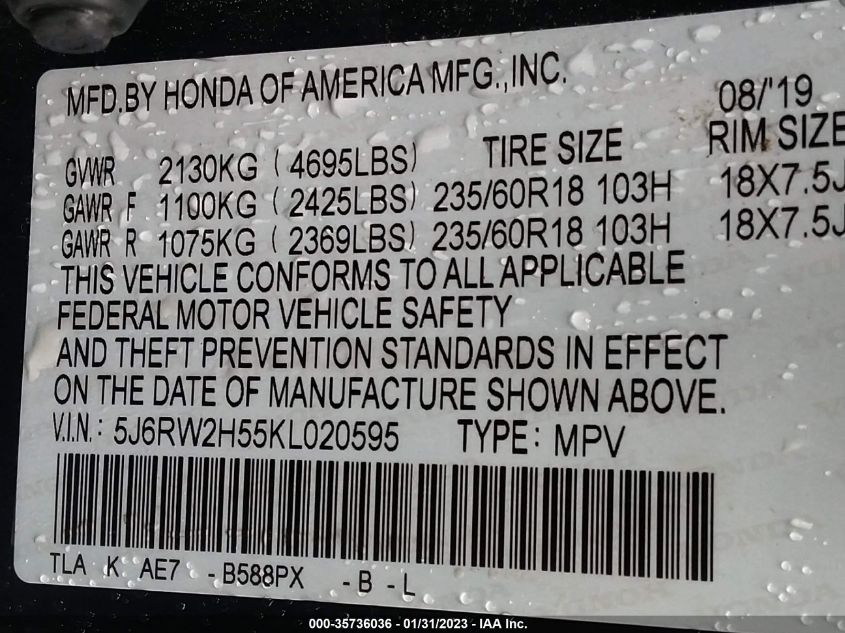 MFD.BY HONDA OF AMERICA MFG.,INC. 08/'19
TIRE SIZE RIM SIZE
GVWR 2130KG ( 4695LBS)
GAWR F 1100KG ( 2425LBS) 235/60R18 103H 18X7.5J
GAWR R 1075KG ( 2369LBS) 235/60R18 103H 18X7.5J
THIS VEHICLE CONFORMS TO ALL APPLICABLE
FEDERAL MOTOR VEHICLE SAFETY
AND THEFT PREVENTION STANDARDS IN EFFECT
ON THE DATE OF MANUFACTURE SHOWN ABOVE.
V.I.N.: 5J6RW2H55KL020595 TYPE: MPV
TLA K AE7 - B588PX - B - L
000-35736036 - 01/31/2023 - IAA Inc.